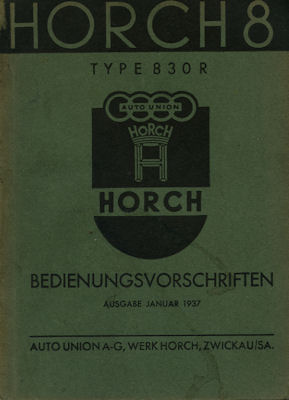 HORCH 8
TYPE 830 R
AUTO UNION
HORCH
HORCH
BEDIENUNGSVORSCHRIFTEN
AUSGABE JANUAR 1937
AUTO UNION A-G, WERK HORCH, ZWICKAU/SA.